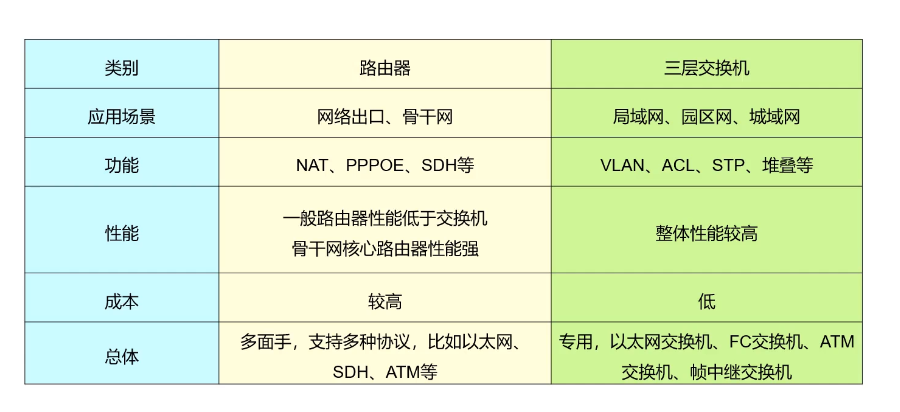 类别 路由器 三层交换机
应用场景 网络出口、骨干网 局域网、园区网、城域网
功能 NAT、PPPOE、SDH等 VLAN、ACL、STP、堆叠等
性能 一般路由器性能低于交换机
骨干网核心路由器性能强 整体性能较高
成本 较高 低
总体 多面手，支持多种协议，比如以太网、
SDH、ATM等 专用，以太网交换机、FC交换机、ATM
交换机、帧中继交换机